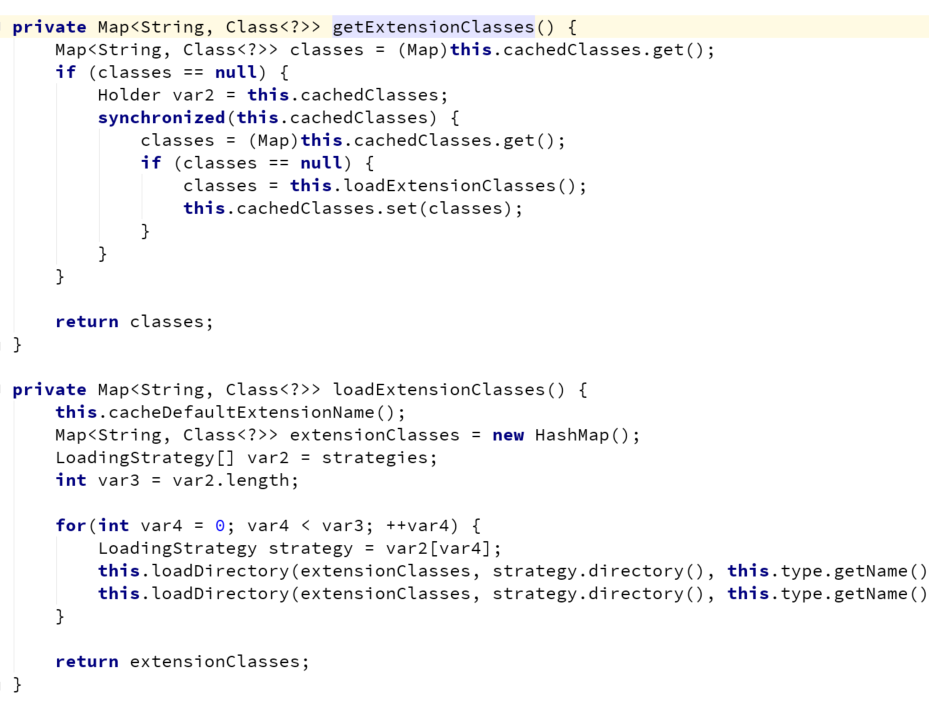 private Map<String, Class<?>> getExtensionClasses() {
    Map<String, Class<?>> classes = (Map)this.cachedClasses.get();
    if (classes == null) {
        Holder var2 = this.cachedClasses;
        synchronized(this.cachedClasses) {
            classes = (Map)this.cachedClasses.get();
            if (classes == null) {
                classes = this.loadExtensionClasses();
                this.cachedClasses.set(classes);
            }
        }
    }

    return classes;
}

private Map<String, Class<?>> loadExtensionClasses() {
    this.cacheDefaultExtensionName();
    Map<String, Class<?>> extensionClasses = new HashMap();
    LoadingStrategy[] var2 = strategies;
    int var3 = var2.length;

    for(int var4 = 0; var4 < var3; ++var4) {
        LoadingStrategy strategy = var2[var4];
        this.loadDirectory(extensionClasses, strategy.directory(), this.type.getName()
        this.loadDirectory(extensionClasses, strategy.directory(), this.type.getName()
    }

    return extensionClasses;
}